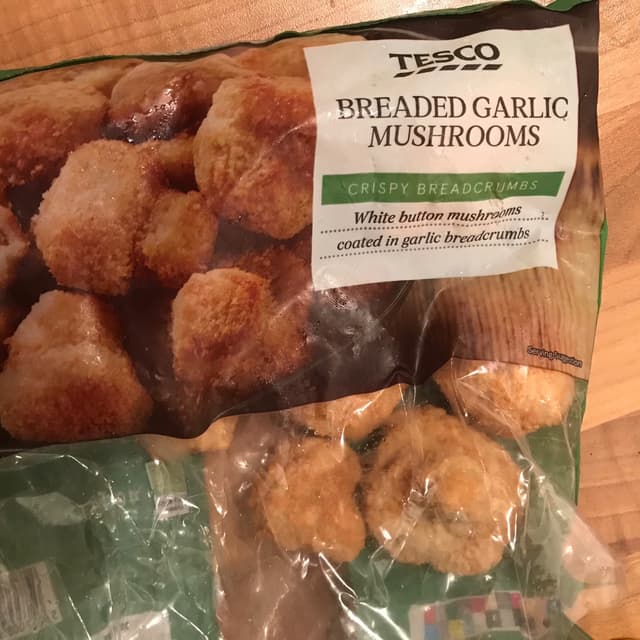 TESCO
BREADED GARLIC
MUSHROOMS
CRISPY BREADCRUMBS
White button mushrooms
coated in garlic breadcrumbs
Serving Suggestion